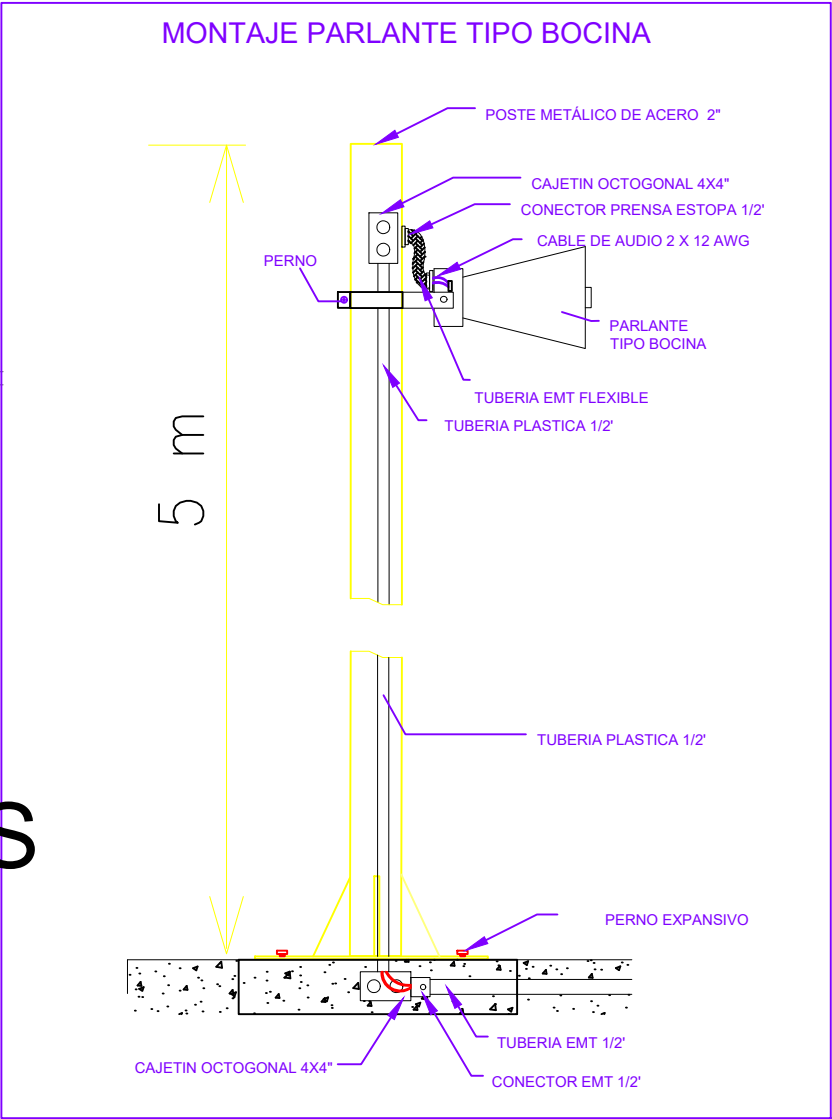 MONTAJE PARLANTE TIPO BOCINA
POSTE METÁLICO DE ACERO 2"
CAJETIN OCTOGONAL 4X4"
CONECTOR PRENSA ESTOPA 1/2'
CABLE DE AUDIO 2 X 12 AWG
PERNO
PARLANTE
TIPO BOCINA
TUBERIA EMT FLEXIBLE
TUBERIA PLASTICA 1/2'
5 m
TUBERIA PLASTICA 1/2'
S
PERNO EXPANSIVO
TUBERIA EMT 1/2'
CAJETIN OCTOGONAL 4X4"
CONECTOR EMT 1/2'